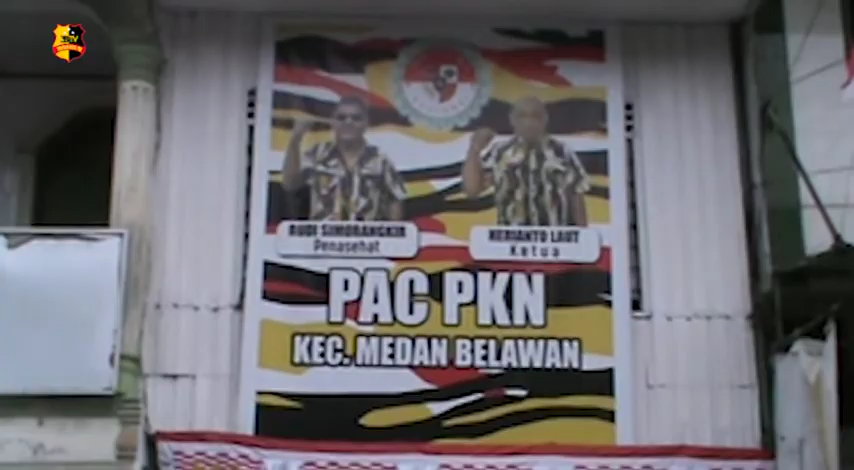 RUDI SIMORANGKIR
Penasehat
HERIANTO LAUT
Ketua
PAC PKN
KEC. MEDAN BELAWAN